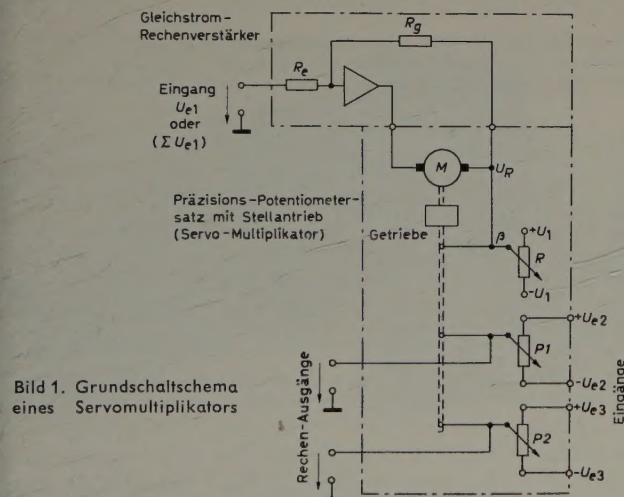 Gleichstrom-
Rechenverstärker
Rg
Re
Eingang
Ue1
oder
(ΣUe1)
M
UR
Präzisions-Potentiometer-
satz mit Stellantrieb
(Servo-Multiplikator)
Getriebe
β
+U1
R
-U1
+Ue2
P1
-Ue2
+Ue3
P2
-Ue3
Eingänge
Rechen-Ausgänge
Bild 1. Grundschaltschema
eines Servomultiplikators